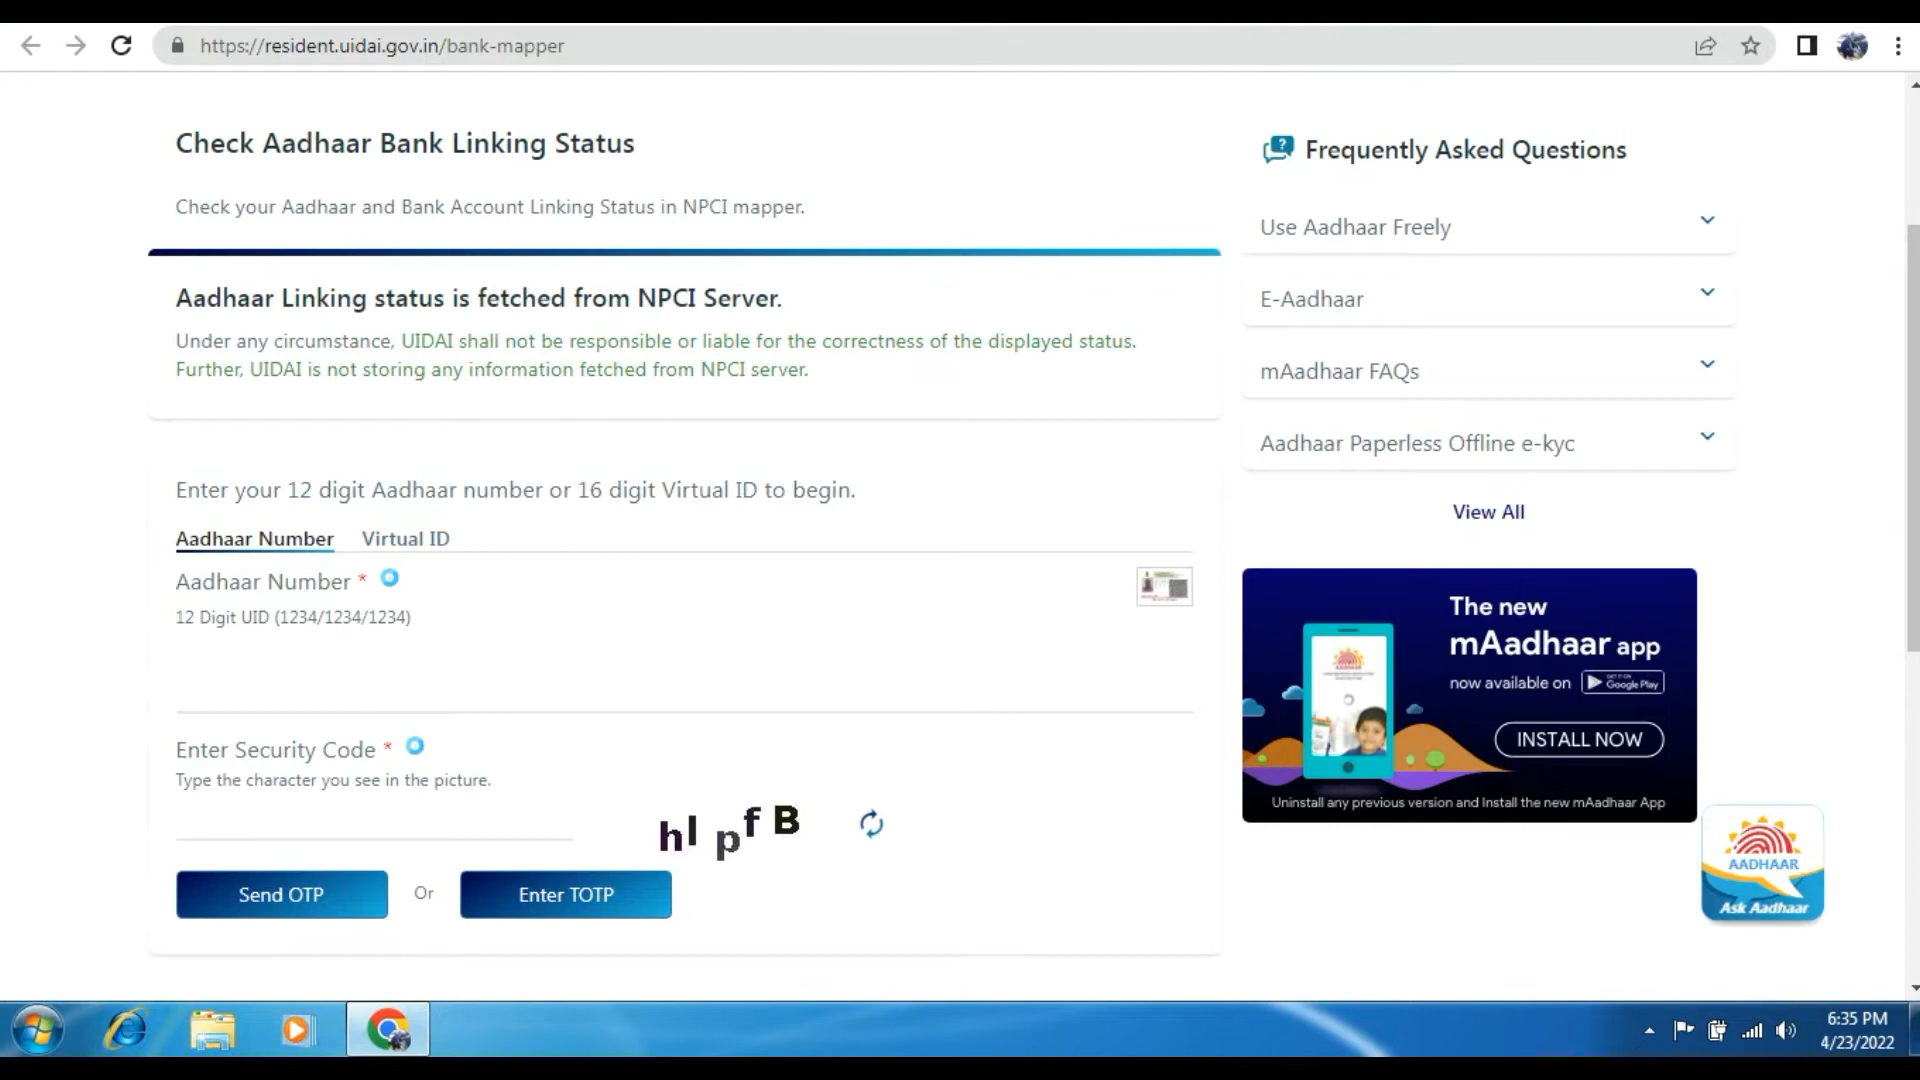 https://resident.uidai.gov.in/bank-mapper
Check Aadhaar Bank Linking Status
Check your Aadhaar and Bank Account Linking Status in NPCI mapper.
Aadhaar Linking status is fetched from NPCI Server.
Under any circumstance, UIDAI shall not be responsible or liable for the correctness of the displayed status.
Further, UIDAI is not storing any information fetched from NPCI server.
Enter your 12 digit Aadhaar number or 16 digit Virtual ID to begin.
Aadhaar Number Virtual ID
Aadhaar Number *
12 Digit UID (1234/1234/1234)
Enter Security Code *
Type the character you see in the picture.
Send OTP Or Enter TOTP
Frequently Asked Questions
Use Aadhaar Freely
E-Aadhaar
mAadhaar FAQs
Aadhaar Paperless Offline e-kyc
View All
The new
mAadhaar app
now available on GET IT ON Google Play
INSTALL NOW
Uninstall any previous version and Install the new mAadhaar App
AADHAAR
Ask Aadhaar
6:35 PM
4/23/2022